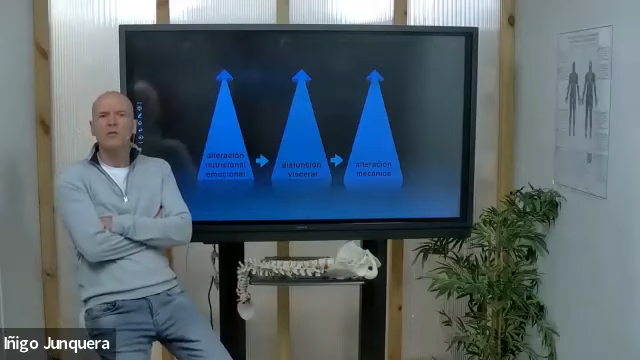 alteración
nutricional
emocional
disfunción
visceral
alteración
mecánica
Iñigo Junquera